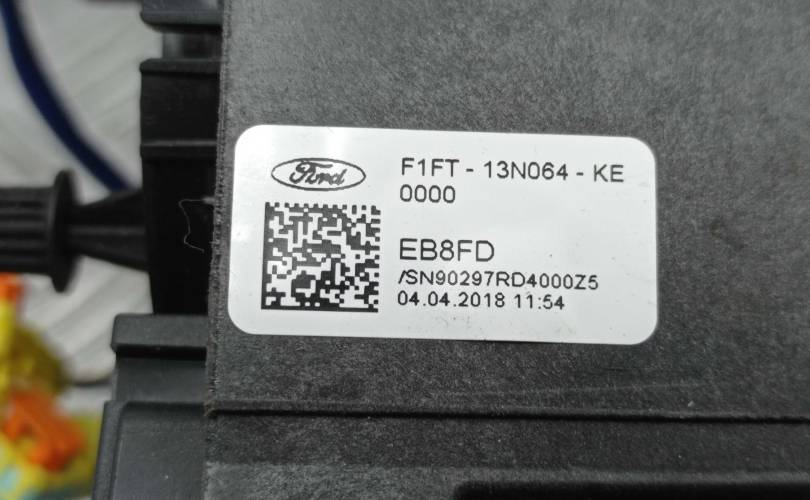 Ford
F1FT - 13N064 - KE
0000
EB8FD
/SN90297RD4000Z5
04.04.2018 11:54